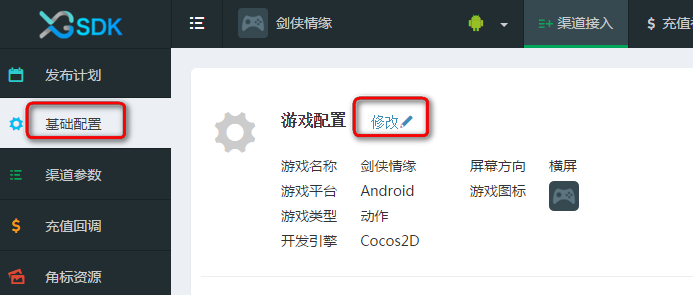 XGSDK
剑侠情缘
渠道接入
$ 充值
发布计划
基础配置
渠道参数
充值回调
角标资源
游戏配置 修改
游戏名称 剑侠情缘 屏幕方向 横屏
游戏平台 Android 游戏图标
游戏类型 动作
开发引擎 Cocos2D